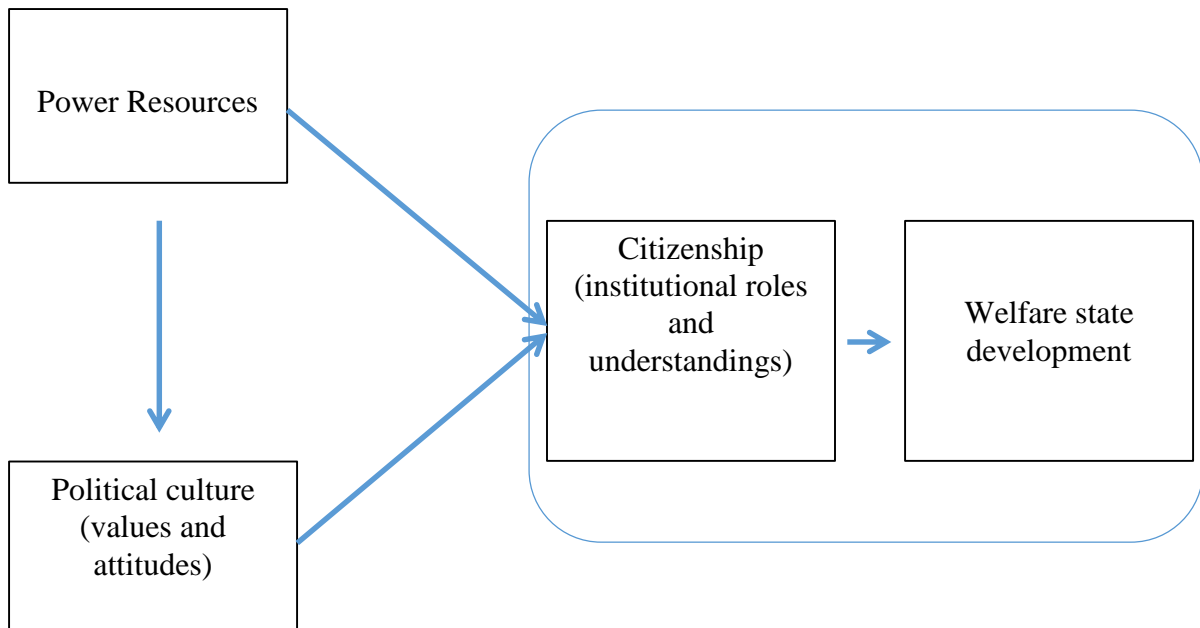 Power Resources
Citizenship
(institutional roles
and
understandings)
Welfare state
development
Political culture
(values and
attitudes)